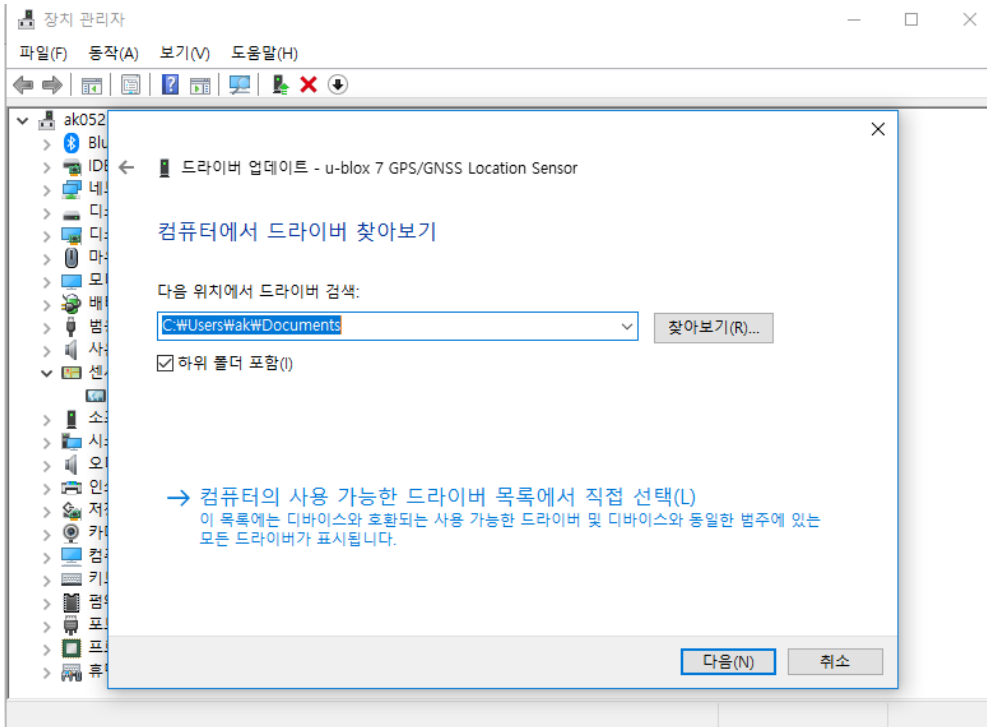 장치 관리자
파일(F) 동작(A) 보기(V) 도움말(H)
ak052
드라이버 업데이트 - u-blox 7 GPS/GNSS Location Sensor
컴퓨터에서 드라이버 찾아보기
다음 위치에서 드라이버 검색:
C:₩Users₩ak₩Documents
찾아보기(R)...
하위 폴더 포함(I)
컴퓨터의 사용 가능한 드라이버 목록에서 직접 선택(L)
이 목록에는 디바이스와 호환되는 사용 가능한 드라이버 및 디바이스와 동일한 범주에 있는
모든 드라이버가 표시됩니다.
다음(N) 취소